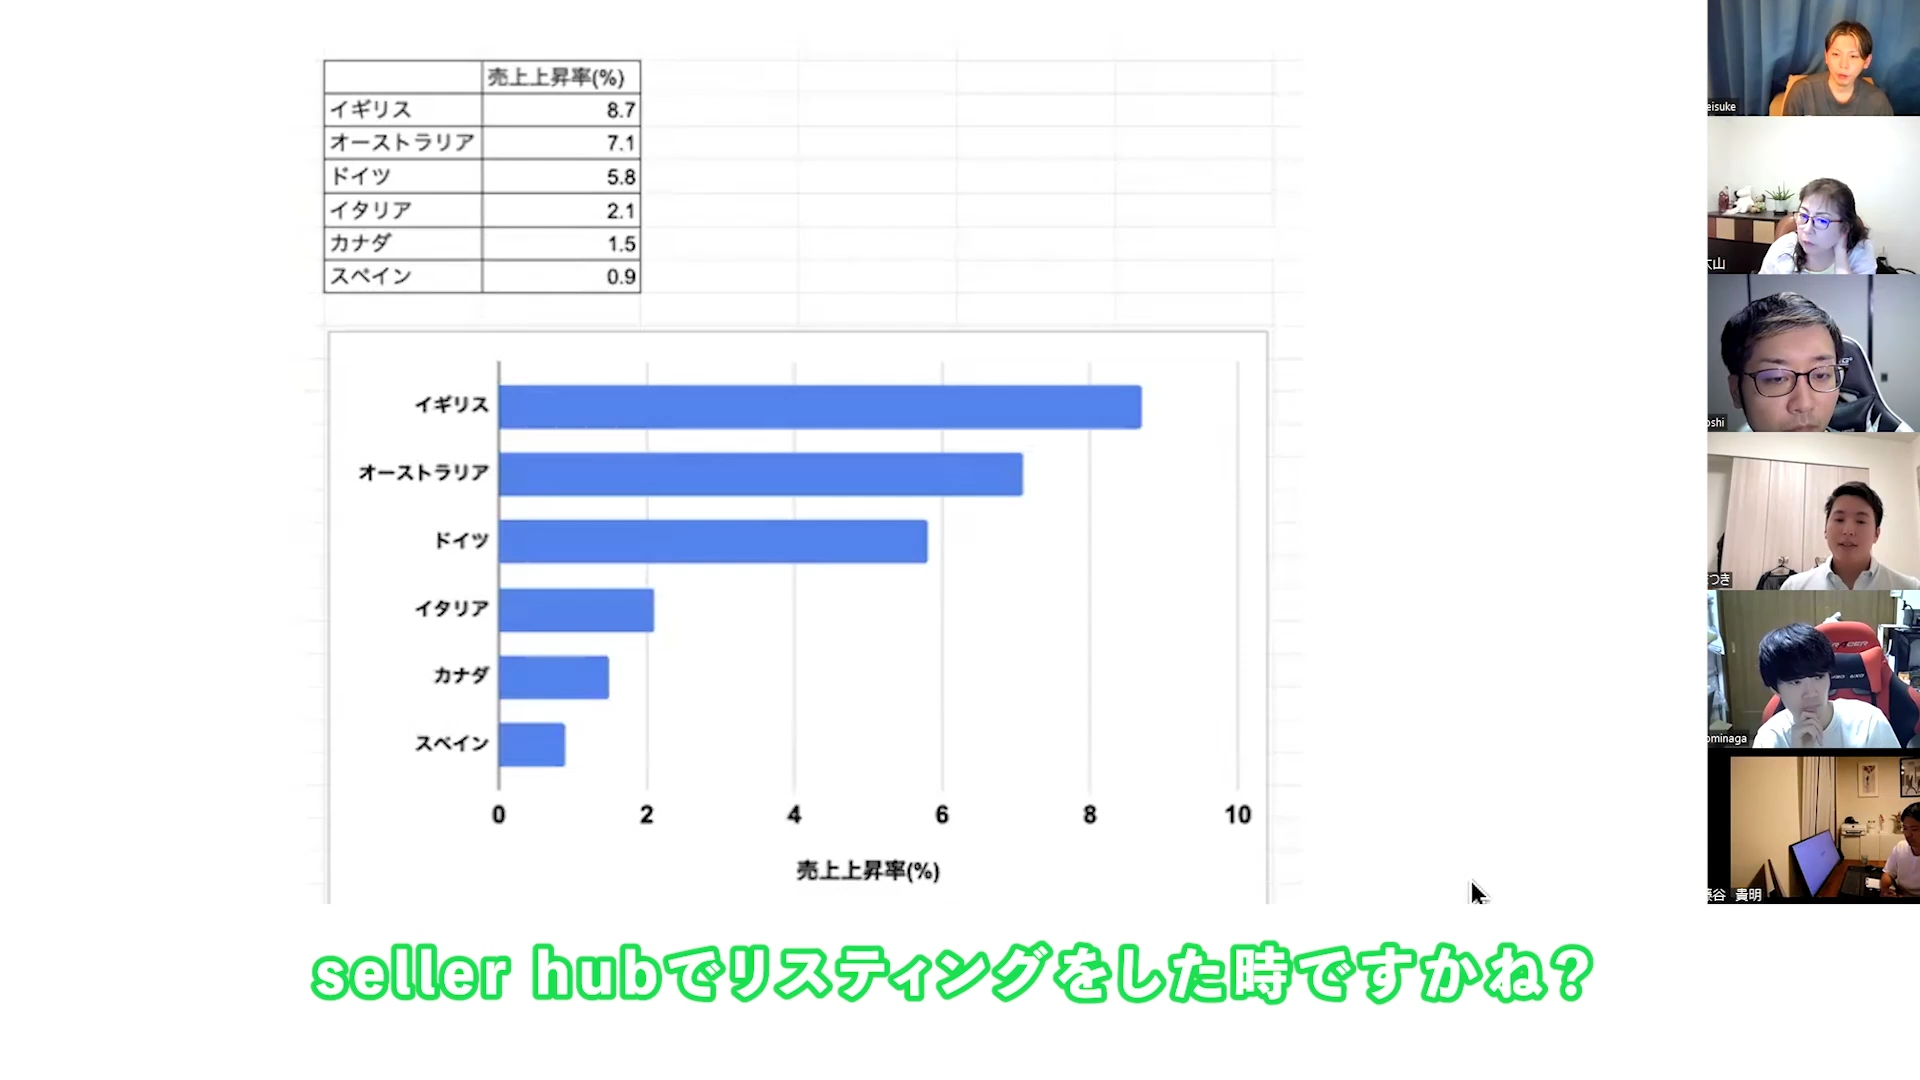 売上上昇率(%)
イギリス 8.7
オーストラリア 7.1
ドイツ 5.8
イタリア 2.1
カナダ 1.5
スペイン 0.9
イギリス
オーストラリア
ドイツ
イタリア
カナダ
スペイン
0 2 4 6 8 10
売上上昇率(%)
seller hubでリスティングをした時ですかね?
eisuke
大山
oshi
つき
ominaga
谷 貴明